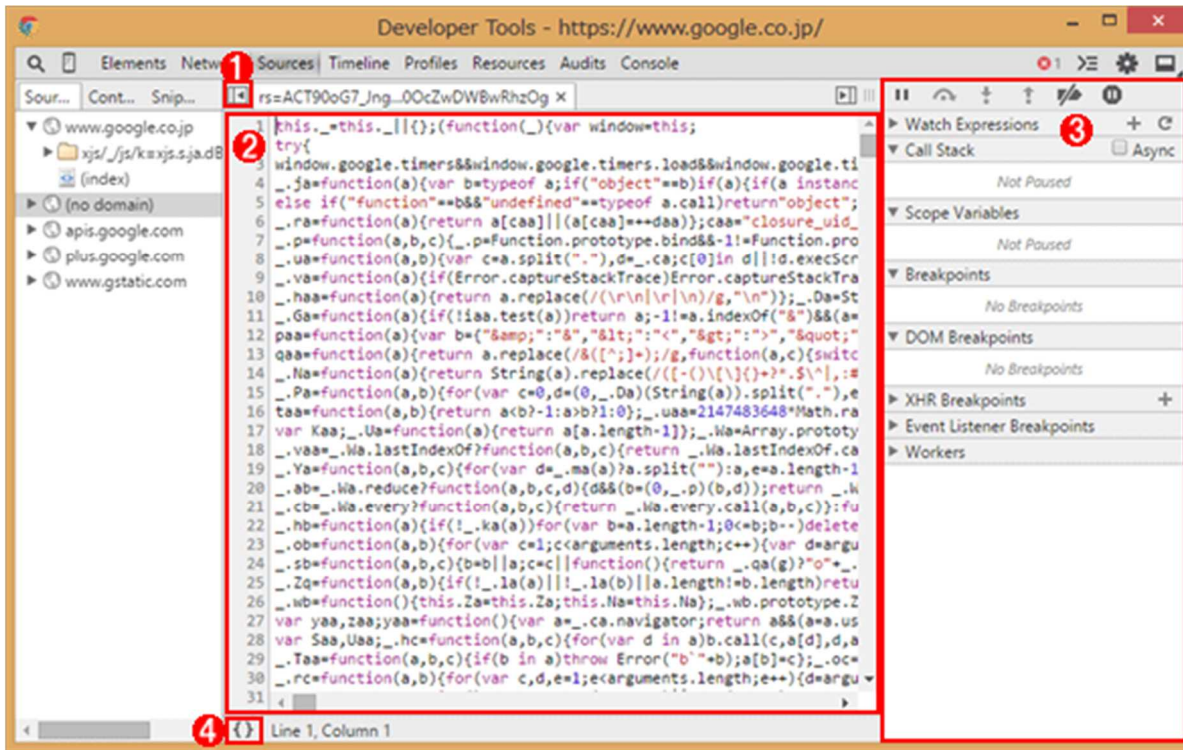 Developer Tools - https://www.google.co.jp/
Elements Netw Sources Timeline Profiles Resources Audits Console 1
1
Sour... Cont... Snip... rs=ACT90oG7_Jng....0OcZwDWBwRhzOg
www.google.co.jp
xjs/_/js/k=xjs.s.ja.dB
(index)
(no domain)
apis.google.com
plus.google.com
www.gstatic.com
2
1 this._=this._||{};(function(_){var window=this;
try{
3 window.google.timers&&window.google.timers.load&&window.google.ti
4 _.ja=function(a){var b=typeof a;if("object"==b)if(a){if(a instanc
5 else if("function"==b&&"undefined"==typeof a.call)return"object";
6 _.ra=function(a){return a[caa]||(a[caa]=++daa)};caa="closure_uid_
7 _.p=function(a,b,c){_.p=Function.prototype.bind&&-1!=Function.pro
8 _.ua=function(a,b){var c=a.split("."),d=_.ca;c[0]in d||!d.execScr
9 _.va=function(a){if(Error.captureStackTrace)Error.captureStackTra
10 _.haa=function(a){return a.replace(/(\r\n|\r|\n)/g,"\n")};_.Da=St
11 _.Ga=function(a){if(!iaa.test(a))return a;-1!=a.indexOf("&")&&(a=
12 paa=function(a){var b={"&amp;":"&","&lt;":"<","&gt;":">","&quot;"
13 qaa=function(a){return a.replace(/&([^;]+);/g,function(a,c){switc
14 _.Na=function(a){return String(a).replace(/([-()\[\]{}+?*.$\^|,:#
15 _.Pa=function(a,b){for(var c=0,d=(0,_.Da)(String(a)).split("."),e
16 taa=function(a,b){return a<b?-1:a>b?1:0};_.uaa=2147483648*Math.ra
17 var Kaa;_.Ua=function(a){return a[a.length-1]};_.Wa=Array.prototy
18 _.vaa=_.Wa.lastIndexOf?function(a,b,c){return _.Wa.lastIndexOf.ca
19 _.Ya=function(a,b,c){for(var d=_.ma(a)?a.split(""):a,e=a.length-1
20 _.ab=_.Wa.reduce?function(a,b,c,d){d&&(b=(0,_.p)(b,d));return _.W
21 _.cb=_.Wa.every?function(a,b,c){return _.Wa.every.call(a,b,c)}:fu
22 _.hb=function(a){if(!_.ka(a))for(var b=a.length-1;0<=b;b--)delete
23 _.ob=function(a,b){for(var c=1;c<arguments.length;c++){var d=argu
24 _.sb=function(a,b,c){b=b||a;c=c||function(){return _.qa(g)?"o"+_.
25 _.Zq=function(a,b){if(!_.la(a)||!_.la(b)||a.length!=b.length)retu
26 _.wb=function(){this.Za=this.Za;this.Na=this.Na};_.wb.prototype.Z
27 var yaa,zaa;yaa=function(){var a=_.ca.navigator;return a&&(a=a.us
28 var Saa,Uaa;_.hc=function(a,b,c){for(var d in a)b.call(c,a[d],d,a
29 _.Taa=function(a,b,c){if(b in a)throw Error("b`"+b);a[b]=c};_.oc=
30 _.rc=function(a,b){for(var c,d,e=1;e<arguments.length;e++){d=argu
31
3
Watch Expressions
Call Stack Async
Not Paused
Scope Variables
Not Paused
Breakpoints
No Breakpoints
DOM Breakpoints
No Breakpoints
XHR Breakpoints
Event Listener Breakpoints
Workers
4
{} Line 1, Column 1